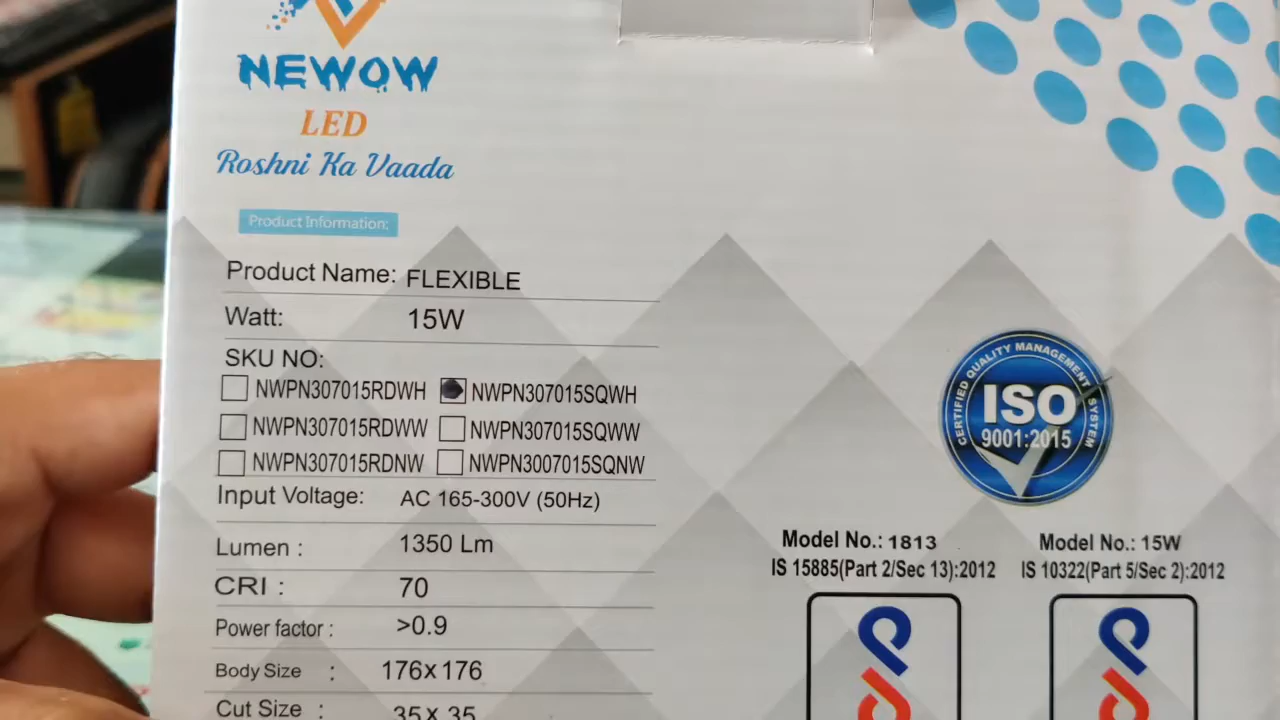 NEWOW
LED
Roshni Ka Vaada
Product Information:
Product Name: FLEXIBLE
Watt: 15W
SKU NO:
NWPN307015RDWH NWPN307015SQWH
NWPN307015RDWW NWPN307015SQWW
NWPN307015RDNW NWPN3007015SQNW
Input Voltage: AC 165-300V (50Hz)
Lumen : 1350 Lm
CRI : 70
Power factor : >0.9
Body Size : 176x176
Cut Size : 35 X 35
CERTIFIED QUALITY MANAGEMENT SYSTEM
ISO
9001:2015
Model No.: 1813
IS 15885(Part 2/Sec 13):2012
Model No.: 15W
IS 10322(Part 5/Sec 2):2012